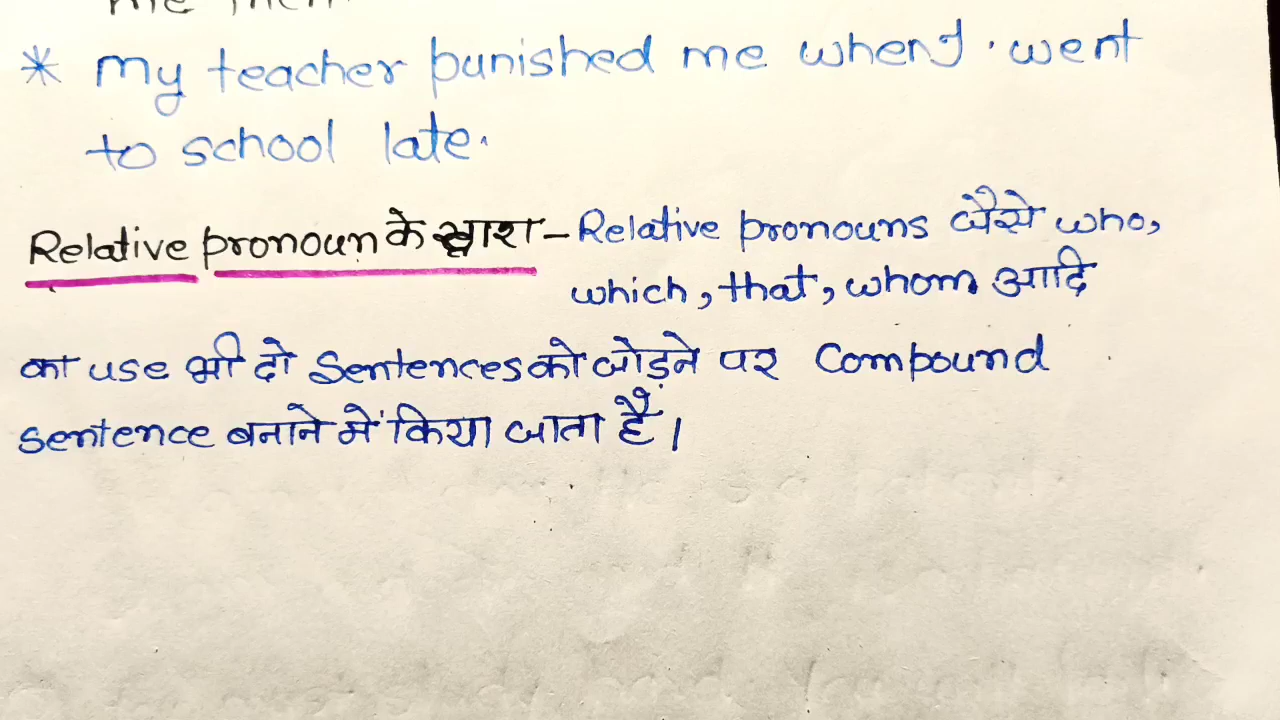 * My teacher punished me when I went
to school late.
Relative pronoun के द्वारा - Relative pronouns जैसे who,
which, that, whom आदि
का use भी दो Sentences को जोड़ने पर Compound
sentence बनाने में किया जाता है।